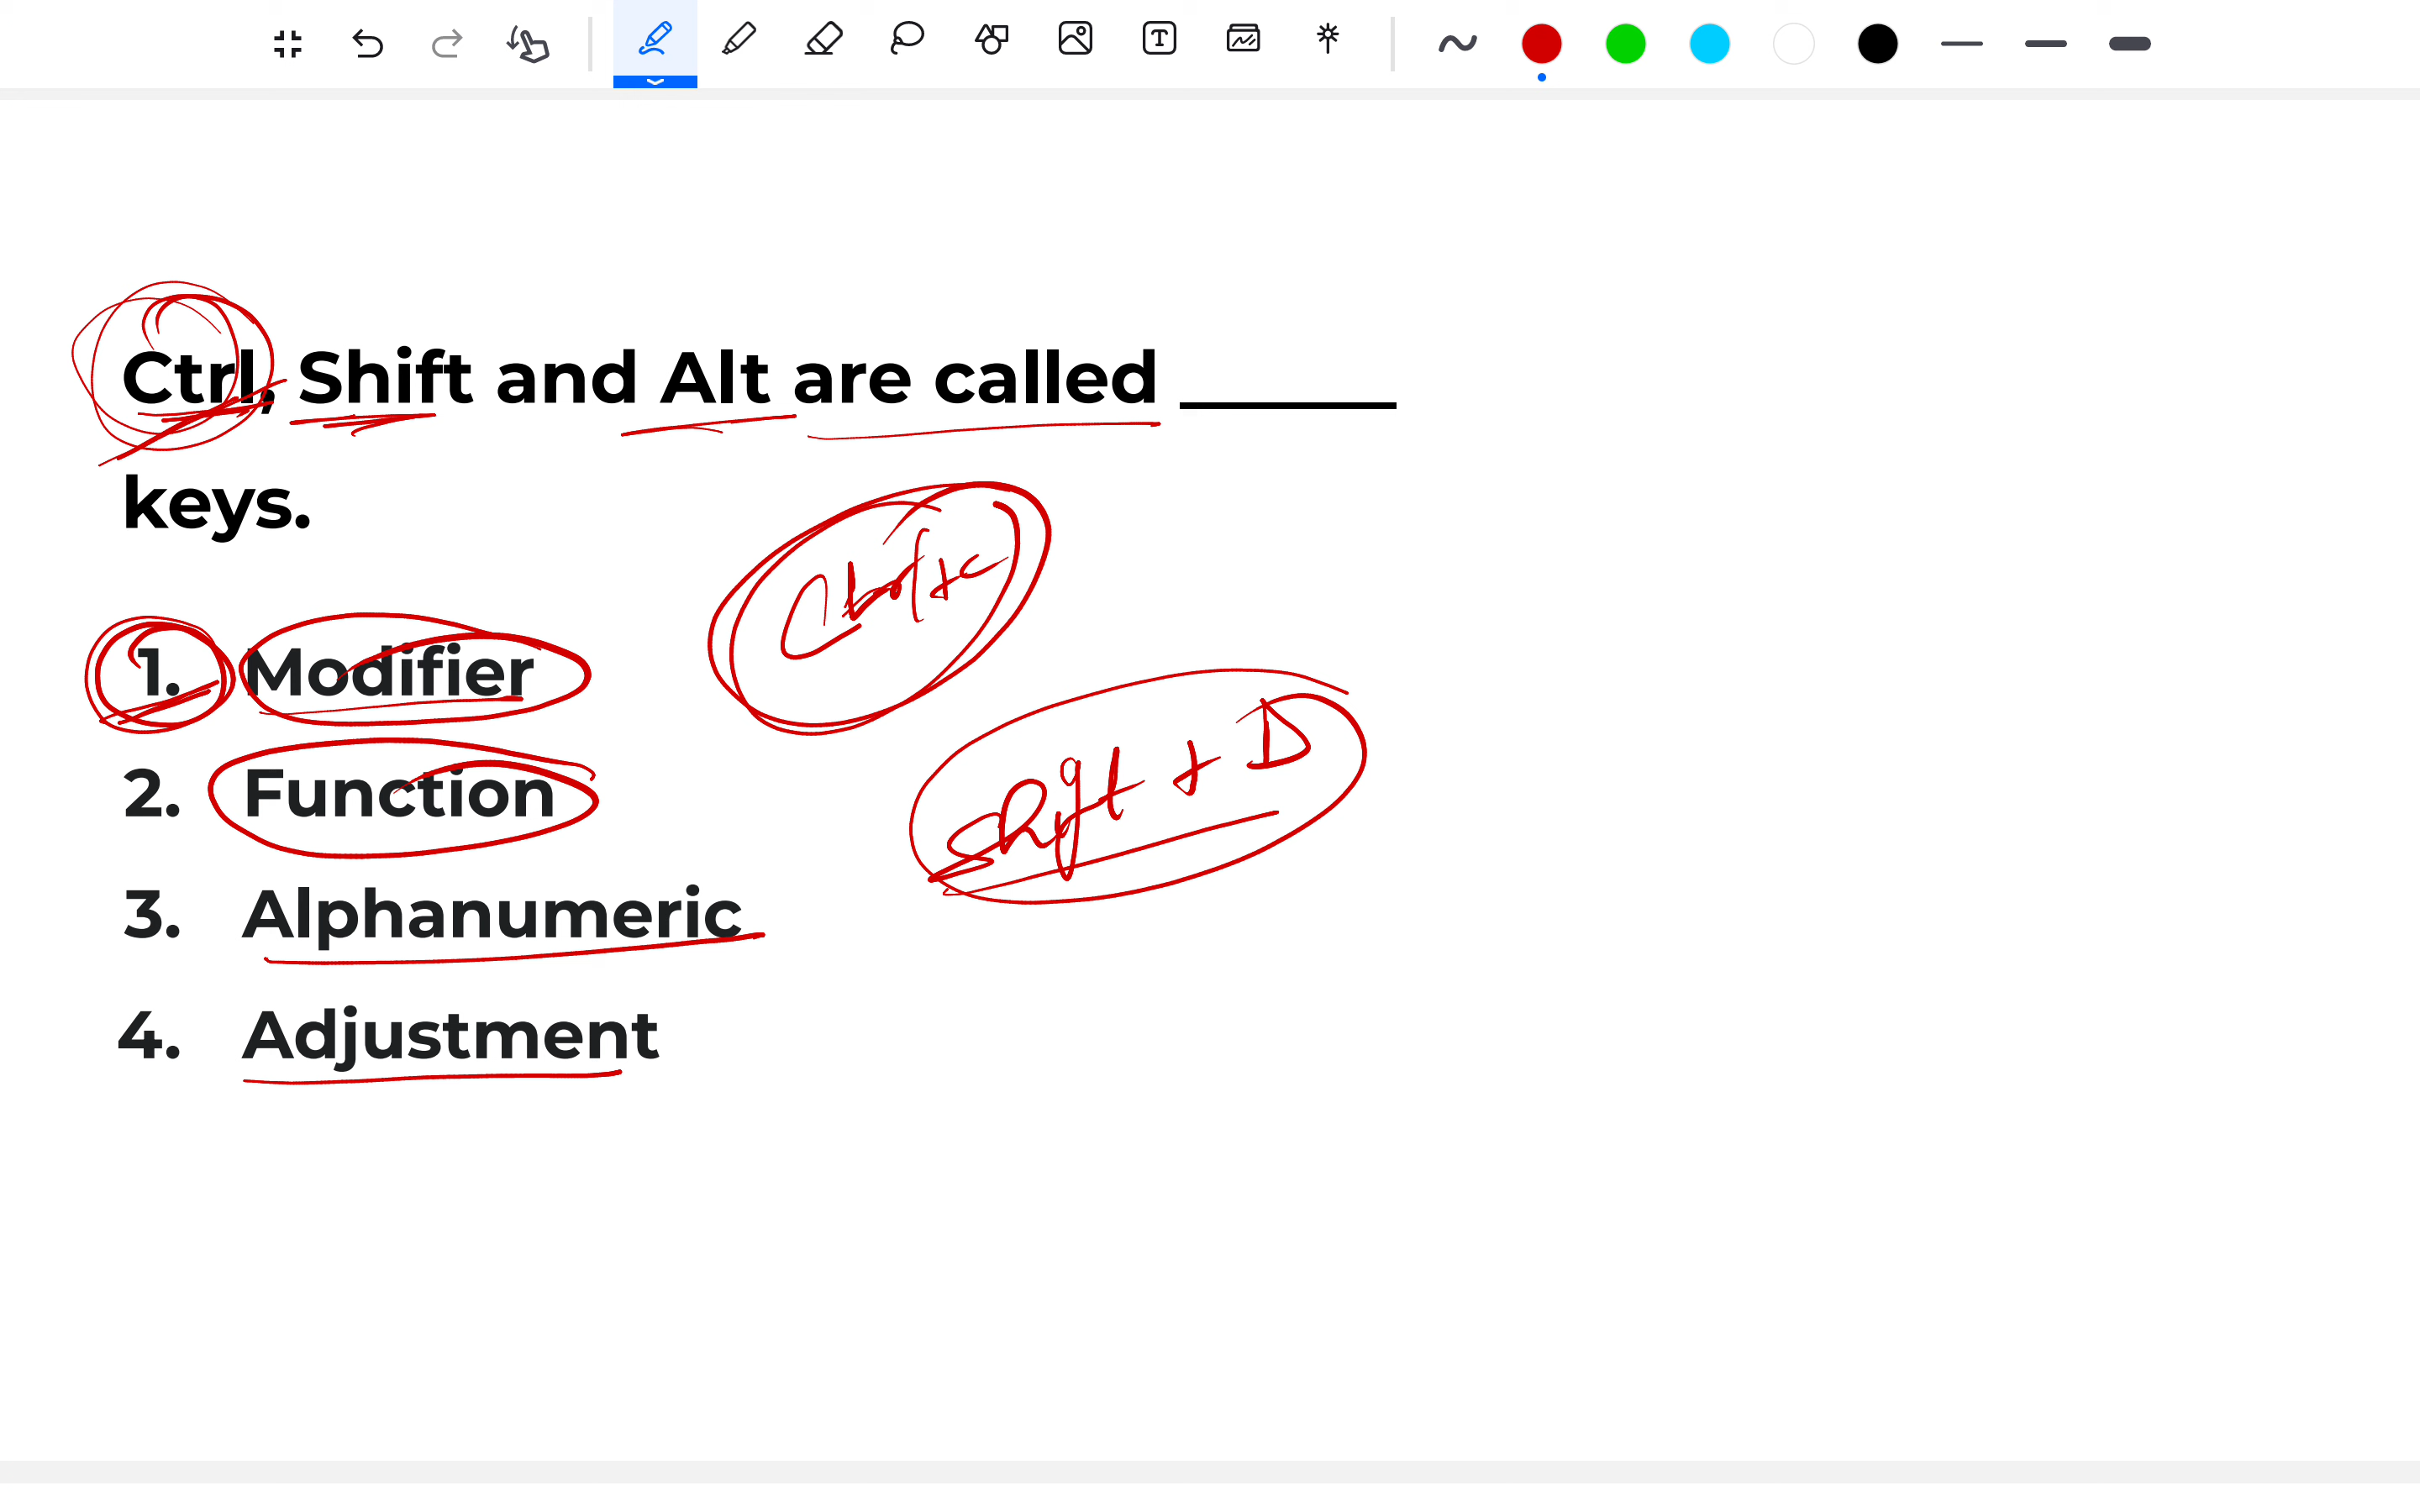 Ctrl, Shift and Alt are called ______
keys.
1. Modifier
2. Function
3. Alphanumeric
4. Adjustment
Shift + D